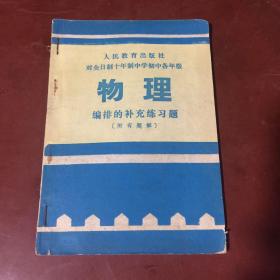 人民教育出版社
对全日制十年制中学初中各年级
物理
编排的补充练习题
(附有题解)